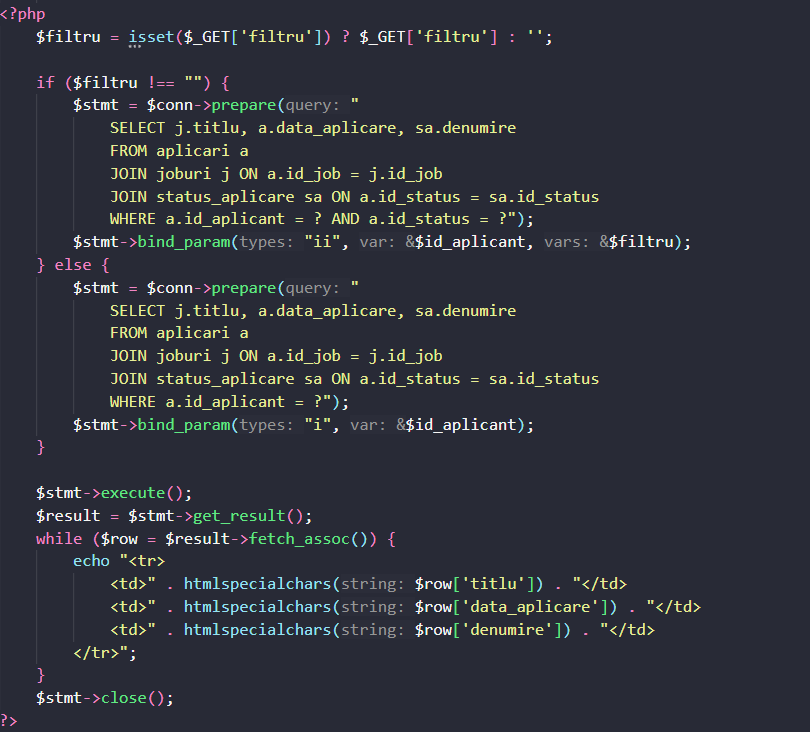 <?php
    $filtru = isset($_GET['filtru']) ? $_GET['filtru'] : '';

    if ($filtru !== "") {
        $stmt = $conn->prepare(query: "
            SELECT j.titlu, a.data_aplicare, sa.denumire
            FROM aplicari a
            JOIN joburi j ON a.id_job = j.id_job
            JOIN status_aplicare sa ON a.id_status = sa.id_status
            WHERE a.id_aplicant = ? AND a.id_status = ?");
        $stmt->bind_param(types: "ii", var: &$id_aplicant, vars: &$filtru);
    } else {
        $stmt = $conn->prepare(query: "
            SELECT j.titlu, a.data_aplicare, sa.denumire
            FROM aplicari a
            JOIN joburi j ON a.id_job = j.id_job
            JOIN status_aplicare sa ON a.id_status = sa.id_status
            WHERE a.id_aplicant = ?");
        $stmt->bind_param(types: "i", var: &$id_aplicant);
    }

    $stmt->execute();
    $result = $stmt->get_result();
    while ($row = $result->fetch_assoc()) {
        echo "<tr>
            <td>" . htmlspecialchars(string: $row['titlu']) . "</td>
            <td>" . htmlspecialchars(string: $row['data_aplicare']) . "</td>
            <td>" . htmlspecialchars(string: $row['denumire']) . "</td>
        </tr>";
    }
    $stmt->close();
?>